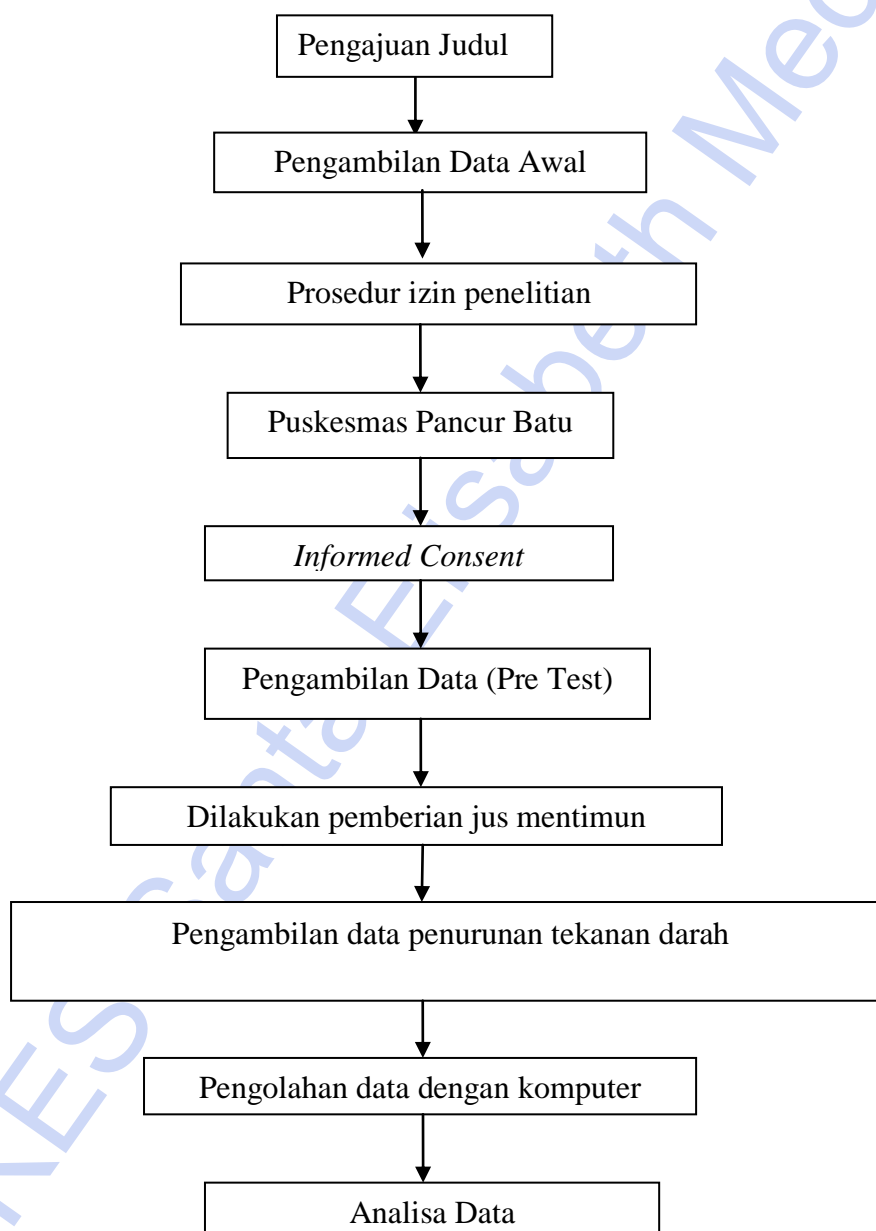 Pengajuan Judul
Pengambilan Data Awal
Prosedur izin penelitian
Puskesmas Pancur Batu
Informed Consent
Pengambilan Data (Pre Test)
Dilakukan pemberian jus mentimun
Pengambilan data penurunan tekanan darah
Pengolahan data dengan komputer
Analisa Data